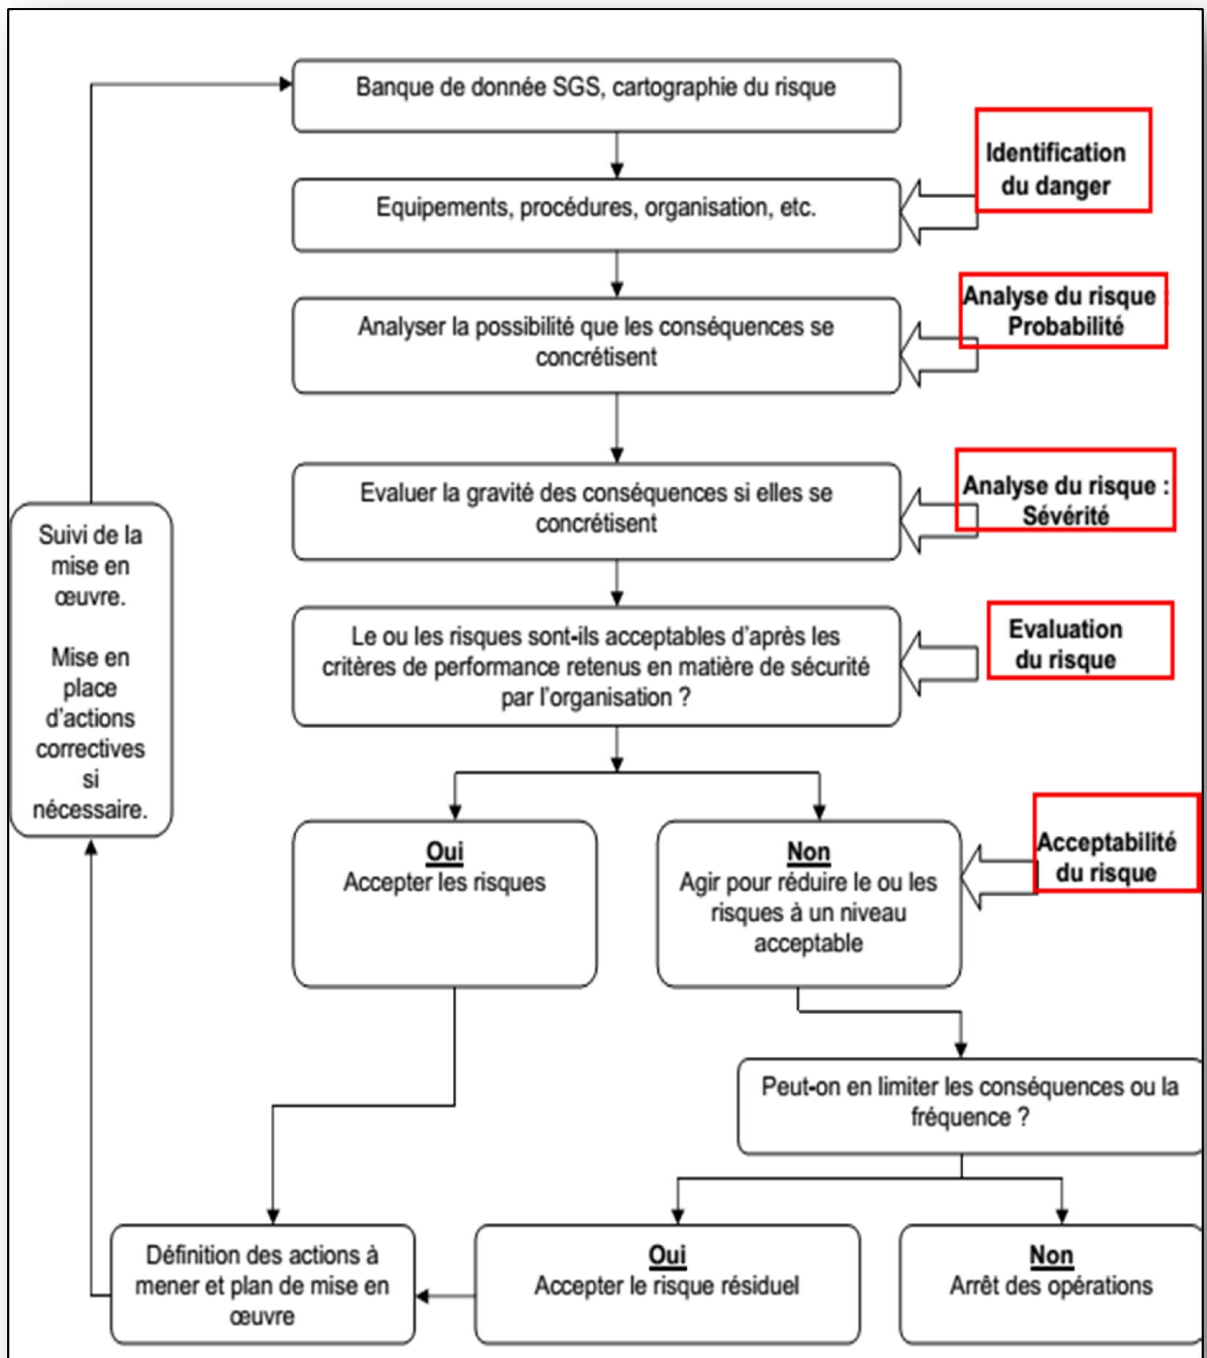 Banque de donnée SGS, cartographie du risque
Identification
du danger
Equipements, procédures, organisation, etc.
Analyse du risque :
Probabilité
Analyser la possibilité que les conséquences se
concrétisent
Analyse du risque :
Sévérité
Evaluer la gravité des conséquences si elles se
concrétisent
Suivi de la
mise en
œuvre.
Mise en
place
d’actions
correctives
si
nécessaire.
Evaluation
du risque
Le ou les risques sont-ils acceptables d’après les
critères de performance retenus en matière de sécurité
par l’organisation ?
Oui
Accepter les risques
Non
Agir pour réduire le ou les
risques à un niveau
acceptable
Acceptabilité
du risque
Peut-on en limiter les conséquences ou la
fréquence ?
Définition des actions à
mener et plan de mise en
œuvre
Oui
Accepter le risque résiduel
Non
Arrêt des opérations